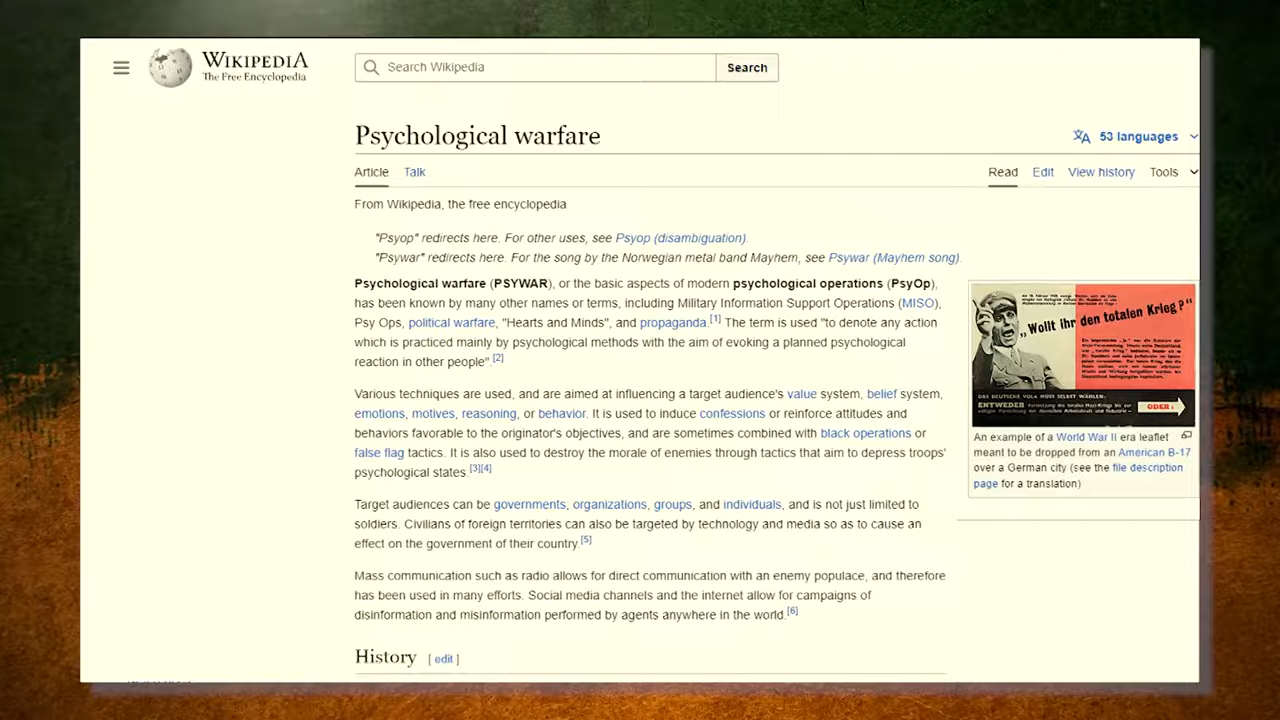 WIKIPEDIA
The Free Encyclopedia
Search Wikipedia
Search
Psychological warfare
53 languages
Article Talk
Read Edit View history Tools
From Wikipedia, the free encyclopedia
"Psyop" redirects here. For other uses, see Psyop (disambiguation).
"Psywar" redirects here. For the song by the Norwegian metal band Mayhem, see Psywar (Mayhem song).
Psychological warfare (PSYWAR), or the basic aspects of modern psychological operations (PsyOp),
has been known by many other names or terms, including Military Information Support Operations (MISO),
Psy Ops, political warfare, "Hearts and Minds", and propaganda.[1] The term is used "to denote any action
which is practiced mainly by psychological methods with the aim of evoking a planned psychological
reaction in other people".[2]
Various techniques are used, and are aimed at influencing a target audience's value system, belief system,
emotions, motives, reasoning, or behavior. It is used to induce confessions or reinforce attitudes and
behaviors favorable to the originator's objectives, and are sometimes combined with black operations or
false flag tactics. It is also used to destroy the morale of enemies through tactics that aim to depress troops'
psychological states.[3][4]
Target audiences can be governments, organizations, groups, and individuals, and is not just limited to
soldiers. Civilians of foreign territories can also be targeted by technology and media so as to cause an
effect on the government of their country.[5]
Mass communication such as radio allows for direct communication with an enemy populace, and therefore
has been used in many efforts. Social media channels and the internet allow for campaigns of
disinformation and misinformation performed by agents anywhere in the world.[6]
History [ edit ]
„Wollt ihr den totalen Krieg?"
DAS DEUTSCHE VOLK MUSS SELBST WÄHLEN:
ENTWEDER
ODER:
An example of a World War II era leaflet
meant to be dropped from an American B-17
over a German city (see the file description
page for a translation)